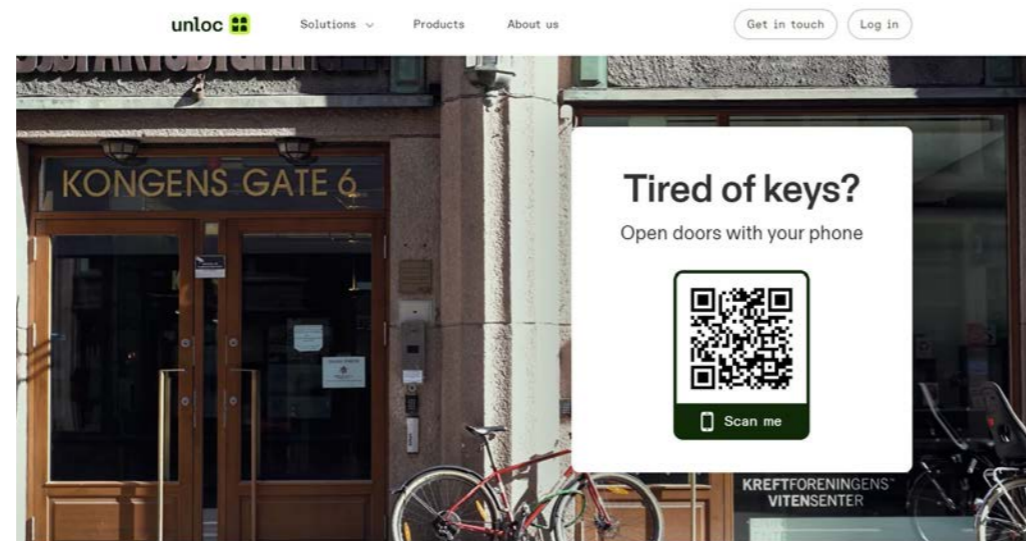 unloc
Solutions
Products
About us
Get in touch
Log in
KONGENS GATE 6
Tired of keys?
Open doors with your phone
Scan me
KREFTFORENINGENS
VITENSENTER